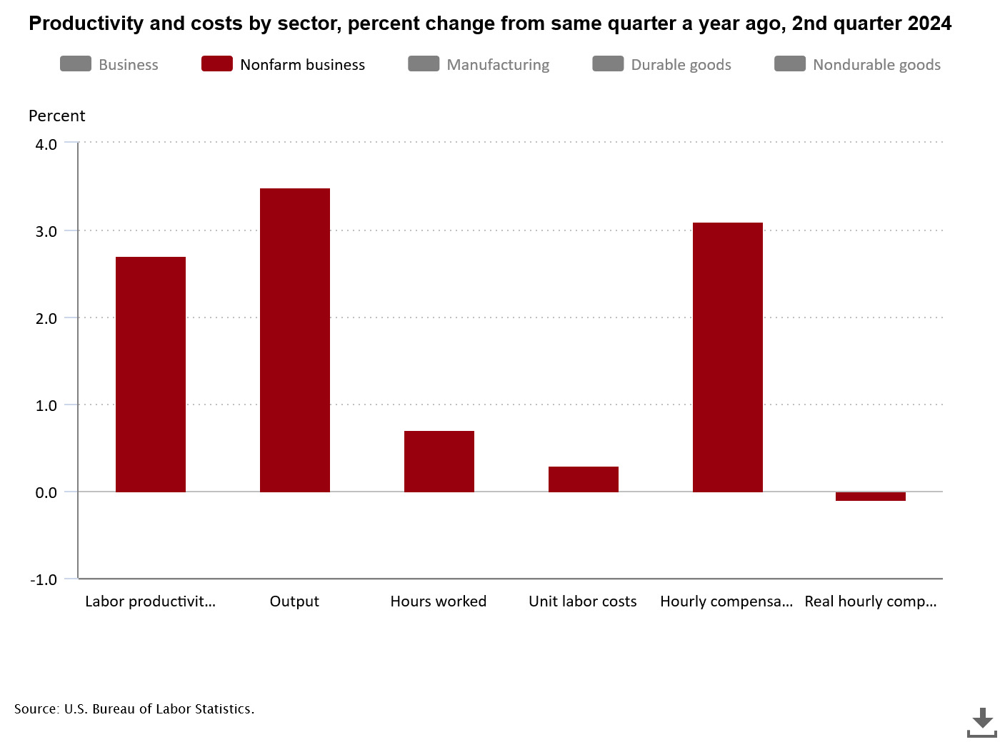 Productivity and costs by sector, percent change from same quarter a year ago, 2nd quarter 2024
Business Nonfarm business Manufacturing Durable goods Nondurable goods
Percent
4.0
3.0
2.0
1.0
0.0
-1.0
Labor productivit... Output Hours worked Unit labor costs Hourly compensa... Real hourly comp...
Source: U.S. Bureau of Labor Statistics.